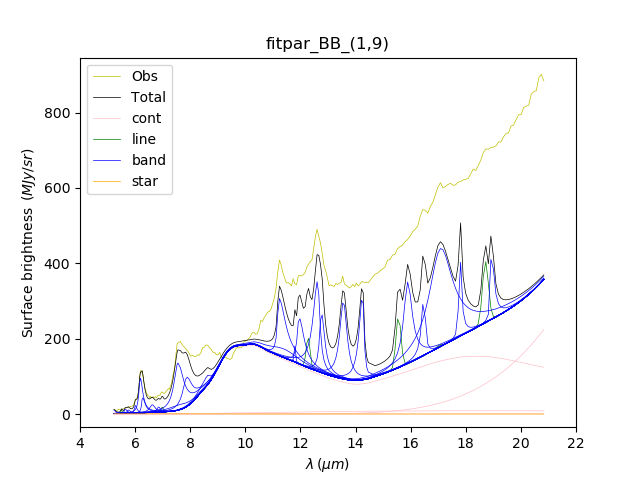 fitpar_BB_(1,9)
Surface brightness (MJy/sr)
800
600
400
200
0
Obs
Total
cont
line
band
star
4 6 8 10 12 14 16 18 20 22
λ (μm)